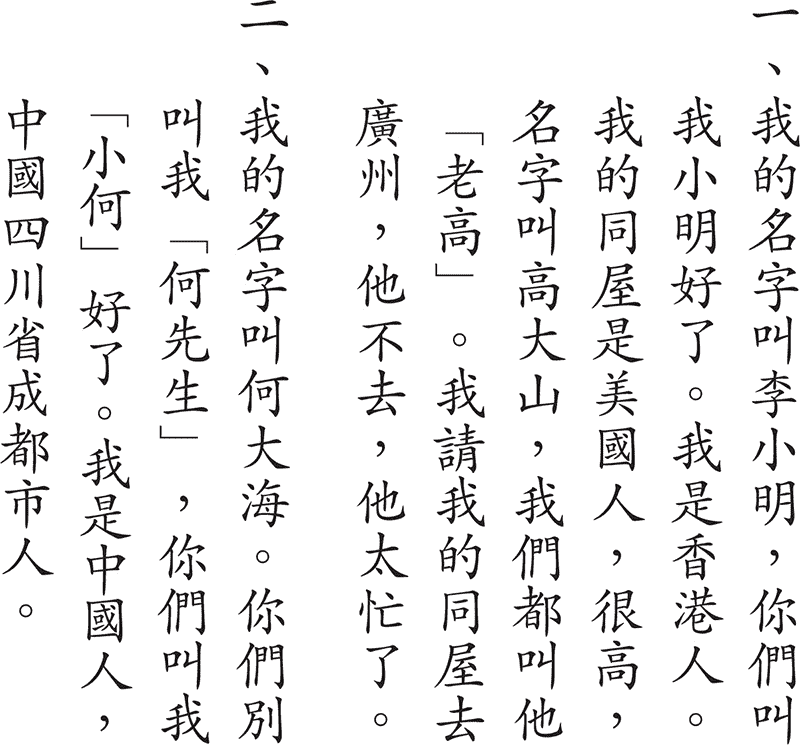 一、我的名字叫李小明，你們叫
我小明好了。我是香港人。
我的同屋是美國人，很高，
名字叫高大山，我們都叫他
「老高」。我請我的同屋去
廣州，他不去，他太忙了。
二、我的名字叫何大海。你們別
叫我「何先生」，你們叫我
「小何」好了。我是中國人，
中國四川省成都市人。